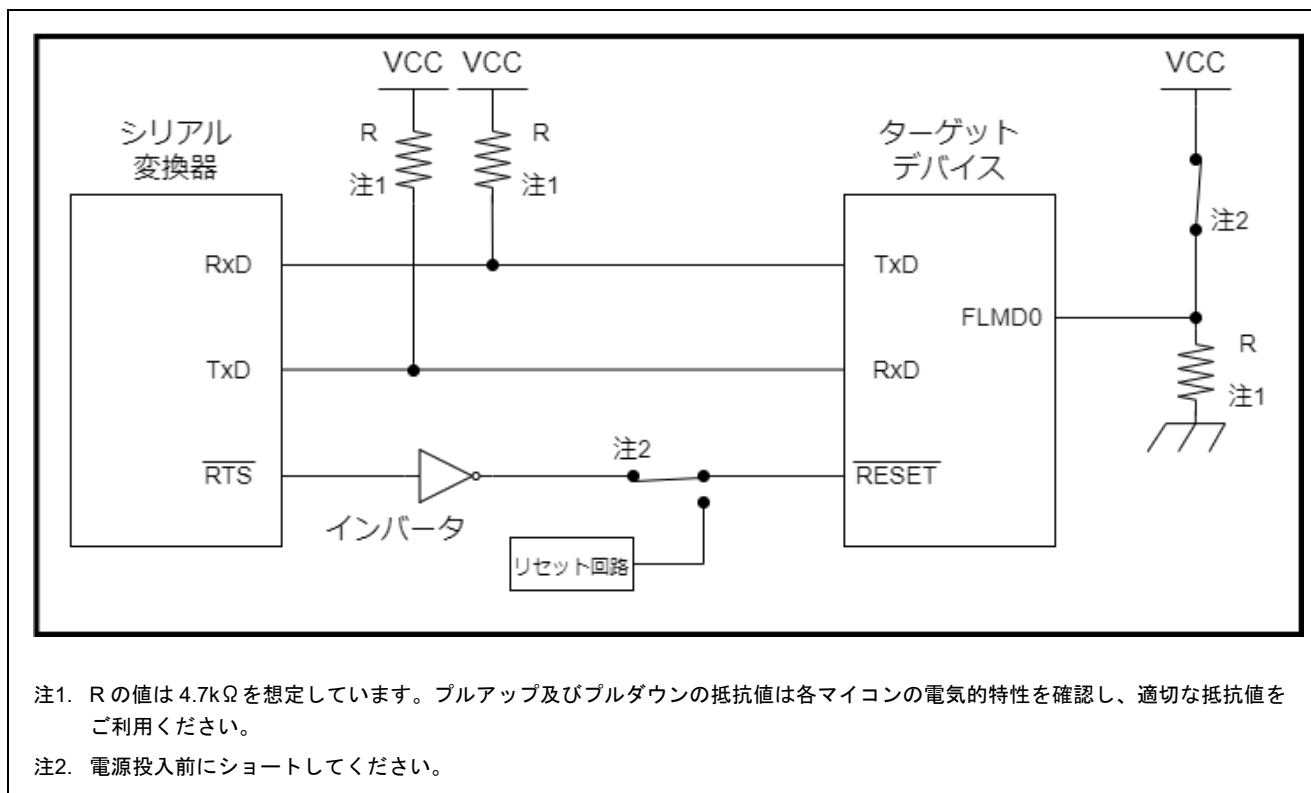 VCC VCC
VCC
シリアル
変換器
R
注1
R
注1
ターゲット
デバイス
注2
RxD
TxD
FLMD0
R
注1
TxD
RxD
注2
RTS
RESET
インバータ
リセット回路
注1. R の値は 4.7kΩを想定しています。プルアップ及びプルダウンの抵抗値は各マイコンの電気的特性を確認し、適切な抵抗値を
ご利用ください。
注2. 電源投入前にショートしてください。